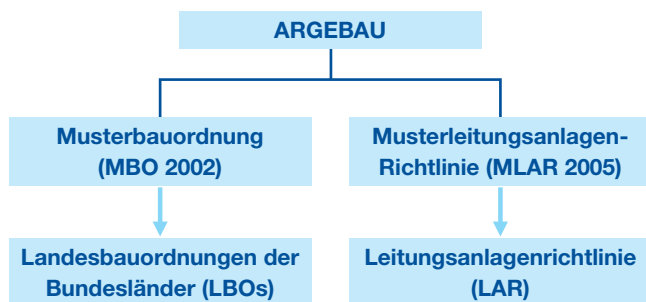 ARGEBAU
Musterbauordnung
(MBO 2002)
Musterleitungsanlagen-
Richtlinie (MLAR 2005)
Landesbauordnungen der
Bundesländer (LBOs)
Leitungsanlagenrichtlinie
(LAR)